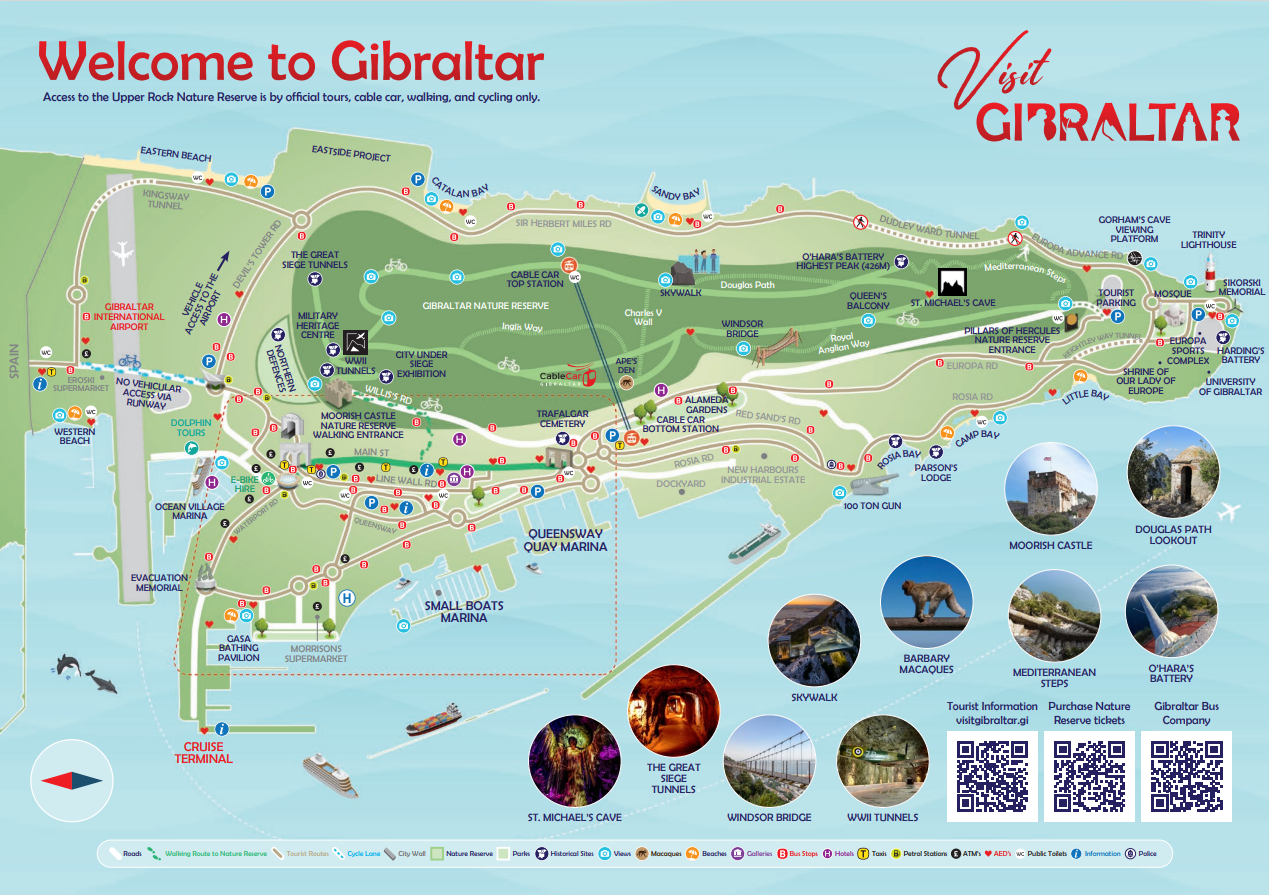 Welcome to Gibraltar
Access to the Upper Rock Nature Reserve is by official tours, cable car, walking, and cycling only.
Visit
GIBRALTAR
EASTERN BEACH
EASTSIDE PROJECT
KINGSWAY
TUNNEL
CATALAN BAY
SANDY BAY
SIR HERBERT MILES RD
DUDLEY WARD TUNNEL
EUROPA ADVANCE RD
GORHAM'S CAVE
VIEWING
PLATFORM
TRINITY
LIGHTHOUSE
DEVIL'S TOWER RD
VEHICLE
ACCESS TO THE
AIRPORT
THE GREAT
SIEGE TUNNELS
CABLE CAR
TOP STATION
SKYWALK
Douglas Path
O'HARA'S BATTERY
HIGHEST PEAK (426M)
Mediterranean Steps
ST. MICHAEL'S CAVE
QUEEN'S
BALCONY
TOURIST
PARKING
MOSQUE
SIKORSKI
MEMORIAL
GIBRALTAR
INTERNATIONAL
AIRPORT
GIBRALTAR NATURE RESERVE
MILITARY
HERITAGE
CENTRE
Inglis Way
Charles V
Wall
WINDSOR
BRIDGE
Royal
Anglian Way
PILLARS OF HERCULES
NATURE RESERVE
ENTRANCE
KEIGHTLEY WAY TUNNEL
EUROPA
SPORTS
COMPLEX
HARDING'S
BATTERY
SPAIN
NORTHERN
DEFENCES
WWII
TUNNELS
CITY UNDER
SIEGE
EXHIBITION
CableCar
GIBRALTAR
APE'S
DEN
EUROPA RD
SHRINE OF
OUR LADY OF
EUROPE
UNIVERSITY
OF GIBRALTAR
EROSKI
SUPERMARKET
NO VEHICULAR
ACCESS VIA
RUNWAY
WILLIS'S RD
ALAMEDA
GARDENS
CABLE CAR
BOTTOM STATION
RED SAND'S RD
ROSIA RD
LITTLE BAY
WESTERN
BEACH
DOLPHIN
TOURS
MOORISH CASTLE
NATURE RESERVE
WALKING ENTRANCE
TRAFALGAR
CEMETERY
CAMP BAY
ROSIA BAY
PARSON'S
LODGE
MAIN ST
LINE WALL RD
ROSIA RD
DOCKYARD
NEW HARBOURS
INDUSTRIAL ESTATE
100 TON GUN
E-BIKE
HIRE
OCEAN VILLAGE
MARINA
WATERPORT RD
QUEENSWAY
QUEENSWAY
QUAY MARINA
EVACUATION
MEMORIAL
SMALL BOATS
MARINA
GASA
BATHING
PAVILION
MORRISONS
SUPERMARKET
CRUISE
TERMINAL
MOORISH CASTLE
DOUGLAS PATH
LOOKOUT
SKYWALK
BARBARY
MACAQUES
MEDITERRANEAN
STEPS
O'HARA'S
BATTERY
ST. MICHAEL'S CAVE
THE GREAT
SIEGE
TUNNELS
WINDSOR BRIDGE
WWII TUNNELS
Tourist Information
visitgibraltar.gi
Purchase Nature
Reserve tickets
Gibraltar Bus
Company
Roads Walking Route to Nature Reserve Tourist Routes Cycle Lane City Wall Nature Reserve Parks Historical Sites Views Macaques Beaches Galleries Bus Stops Hotels Taxis Petrol Stations ATM's AED's Public Toilets Information Police